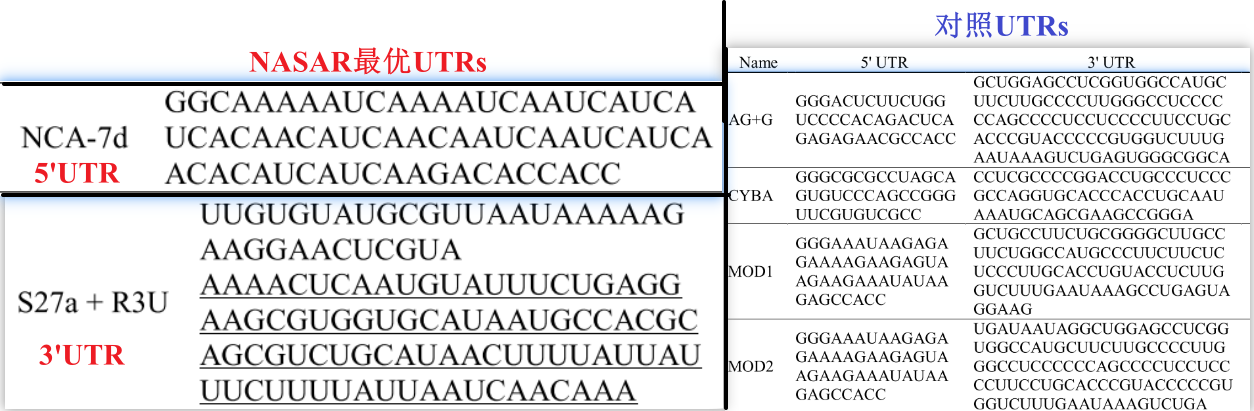 NASAR最优UTRs
NCA-7d
5'UTR
GGCAAAAAUCAAAAUCAAUCAUCA
UCACAACAUCAACAAUCAAUCAUCA
ACACAUCAUCAAGACACCACC
S27a + R3U
3'UTR
UUGUGUAUGCGUUAAUAAAAAG
AAGGAACUCGUA
AAAACUCAAUGUAUUUCUGAGG
AAGCGUGGUGCAUAAUGCCACGC
AGCGUCUGCAUAACUUUUAUUAU
UUCUUUUAUUAAUCAACAAA
对照UTRs
Name 5' UTR 3' UTR
AG+G
GGGACUCUUCUGG
UCCCCACAGACUCA
GAGAGAACGCCACC
GCUGGAGCCUCGGUGGCCAUGC
UUCUUGCCCCUUGGGCCUCCCC
CCAGCCCCUCCUCCCCUUCCUGC
ACCCGUACCCCCGUGGUCUUUG
AAUAAAGUCUGAGUGGGCGGCA
CYBA
GGGCGCGCCUAGCA
GUGUCCCAGCCGGG
UUCGUGUCGCC
CCUCGCCCCGGACCUGCCCUCCC
GCCAGGUGCACCCACCUGCAAU
AAAUGCAGCGAAGCCGGGA
MOD1
GGGAAAUAAGAGA
GAAAAGAAGAGUA
AGAAGAAAUAUAA
GAGCCACC
GCUGCCUUCUGCGGGGCUUGCC
UUCUGGCCAUGCCCUUCUUCUC
UCCCUUGCACCUGUACCUCUUG
GUCUUUGAAUAAAGCCUGAGUA
GGAAG
MOD2
GGGAAAUAAGAGA
GAAAAGAAGAGUA
AGAAGAAAUAUAA
GAGCCACC
UGAUAAUAGGCUGGAGCCUCGG
UGGCCAUGCUUCUUGCCCCUUG
GGCCUCCCCCCAGCCCCUCCUCC
CCUUCCUGCACCCGUACCCCCGU
GGUCUUUGAAUAAAGUCUGA